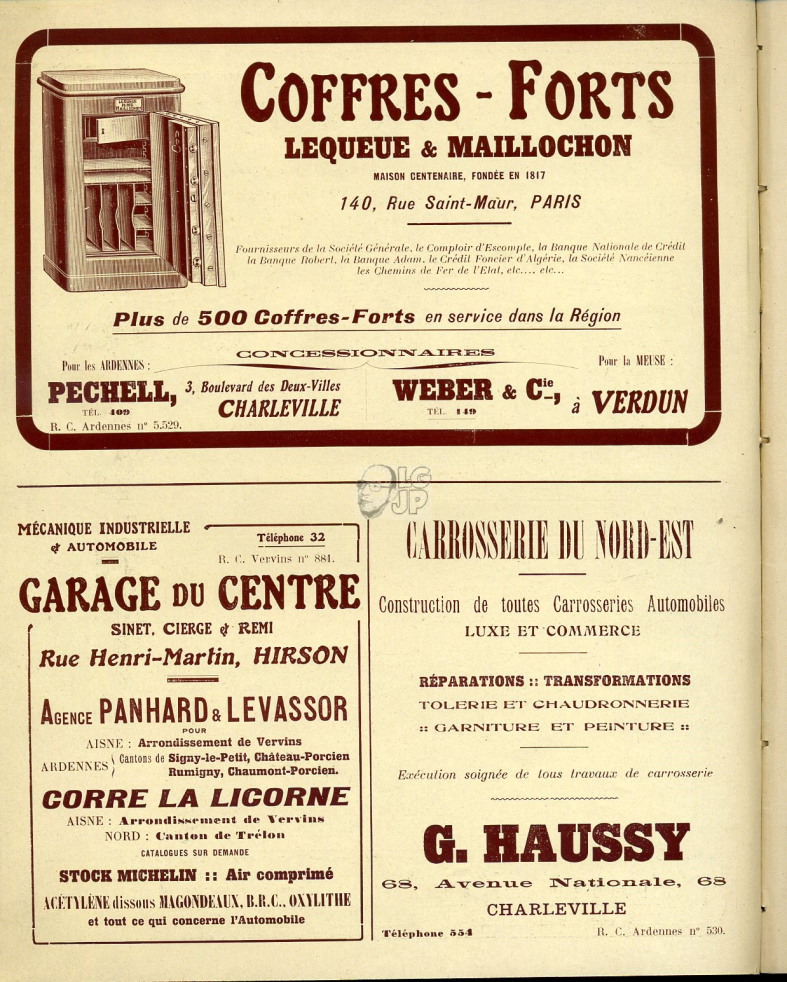 COFFRES - FORTS
LEQUEUE & MAILLOCHON
MAISON CENTENAIRE, FONDÉE EN 1817
140, Rue Saint-Maur, PARIS
Fournisseurs de la Société Générale, le Comptoir d'Escompte, la Banque Nationale de Crédit
la Banque Robert, la Banque Adam, le Crédit Foncier d'Algérie, la Société Nancéienne
les Chemins de Fer de l'Etat, etc.... etc...
Plus de 500 Coffres-Forts en service dans la Région
CONCESSIONNAIRES
Pour les ARDENNES :
PECHELL, 3, Boulevard des Deux-Villes
CHARLEVILLE
TÉL. 409
R. C. Ardennes n° 5.529.
Pour la MEUSE :
WEBER & Cie, à VERDUN
TÉL. 149
LGJP
MÉCANIQUE INDUSTRIELLE
& AUTOMOBILE
Téléphone 32
R. C. Vervins n° 881.
GARAGE DU CENTRE
SINET, CIERGE & REMI
Rue Henri-Martin, HIRSON
AGENCE PANHARD & LEVASSOR
POUR
AISNE : Arrondissement de Vervins
ARDENNES } Cantons de Signy-le-Petit, Château-Porcien
Rumigny, Chaumont-Porcien.
CORRE LA LICORNE
AISNE : Arrondissement de Vervins
NORD : Canton de Trélon
CATALOGUES SUR DEMANDE
STOCK MICHELIN :: Air comprimé
ACÉTYLÈNE dissous MAGONDEAUX, B.R.C., OXYLITHE
et tout ce qui concerne l'Automobile
CARROSSERIE DU NORD-EST
Construction de toutes Carrosseries Automobiles
LUXE ET COMMERCE
RÉPARATIONS :: TRANSFORMATIONS
TOLERIE ET CHAUDRONNERIE
:: GARNITURE ET PEINTURE ::
Exécution soignée de tous travaux de carrosserie
G. HAUSSY
68, Avenue Nationale, 68
CHARLEVILLE
Téléphone 554
R. C. Ardennes n° 530.